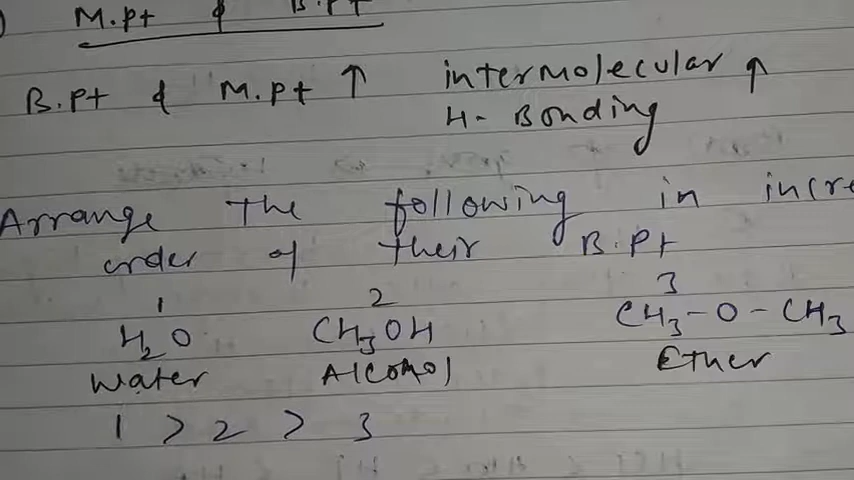 ) M.pt & B.pt
B.pt & M.pt ↑ intermolecular ↑
H- Bonding
Arrange the following in incre
order of their B.pt
1 2 3
H₂O CH₃OH CH₃-O-CH₃
Water Alcohol Ether
1 > 2 > 3